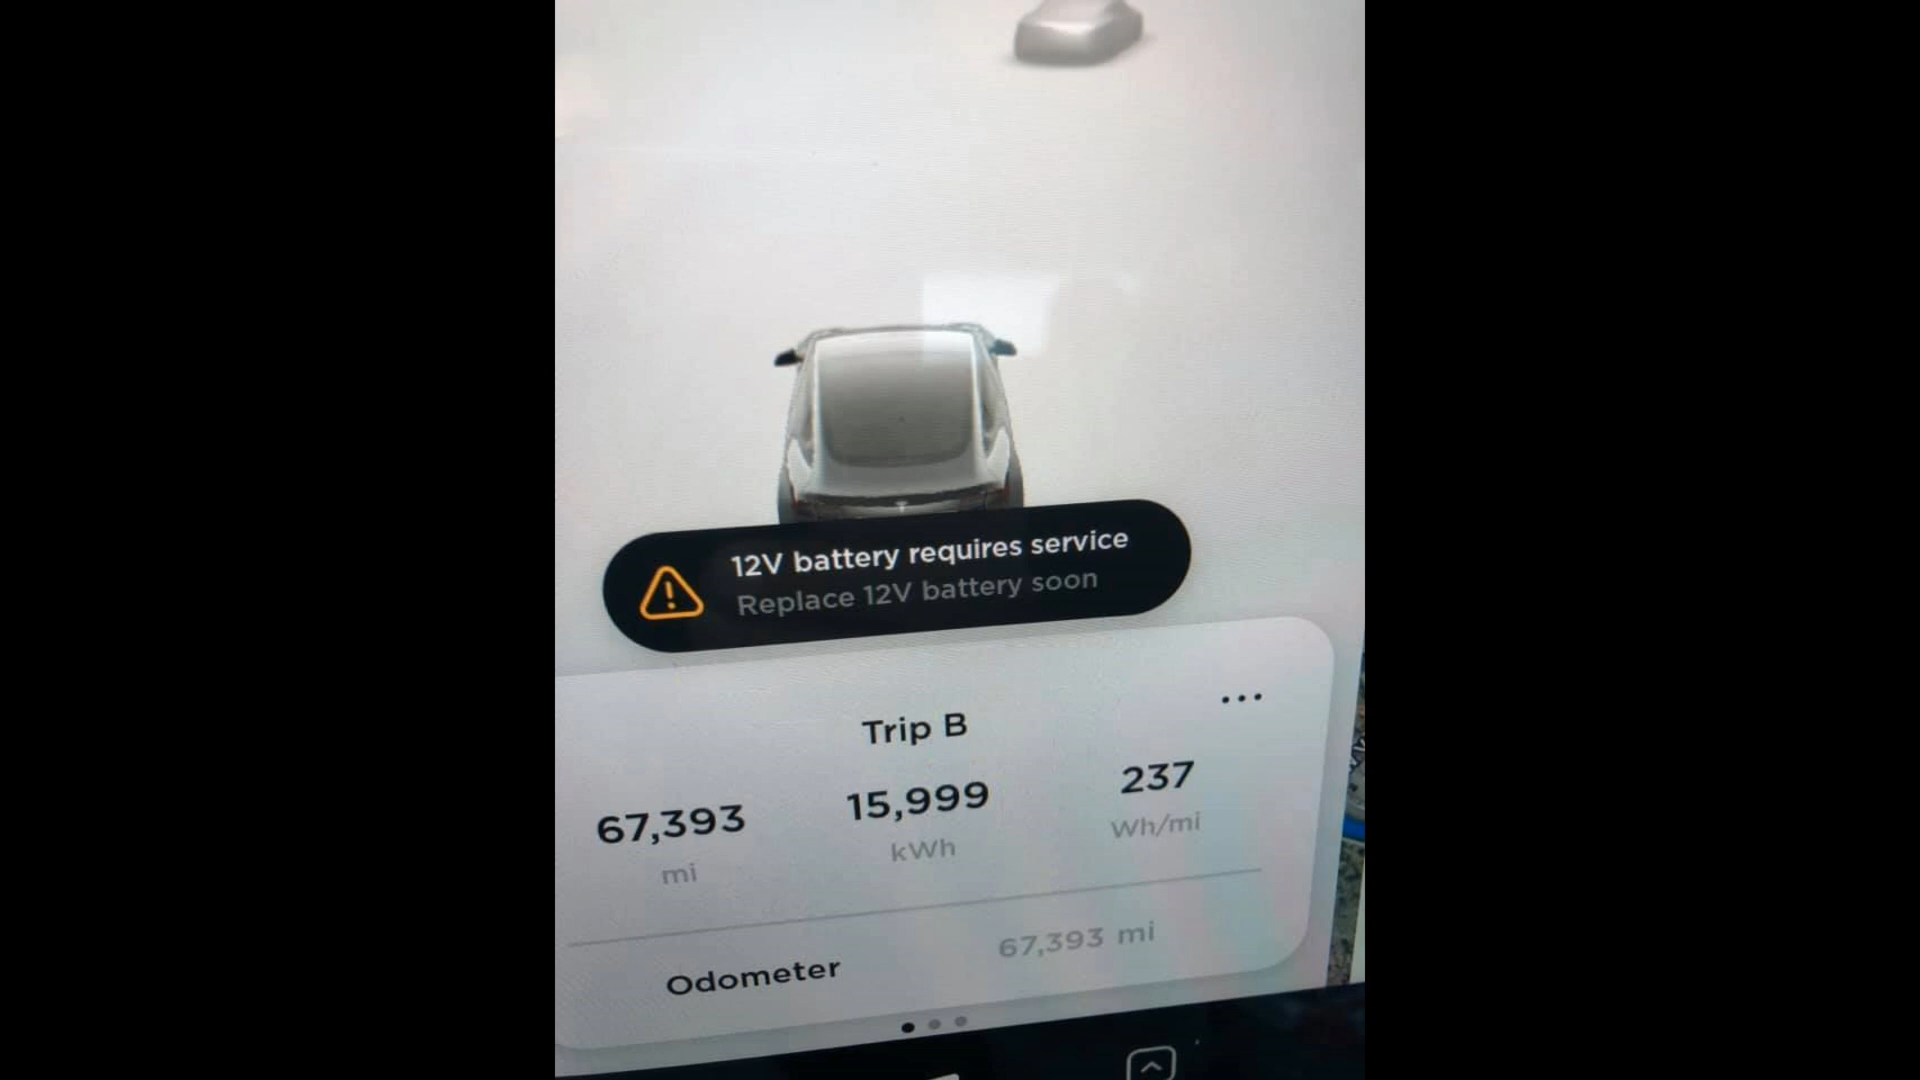 12V battery requires service
Replace 12V battery soon
Trip B
67,393 15,999 237
mi kWh Wh/mi
Odometer 67,393 mi